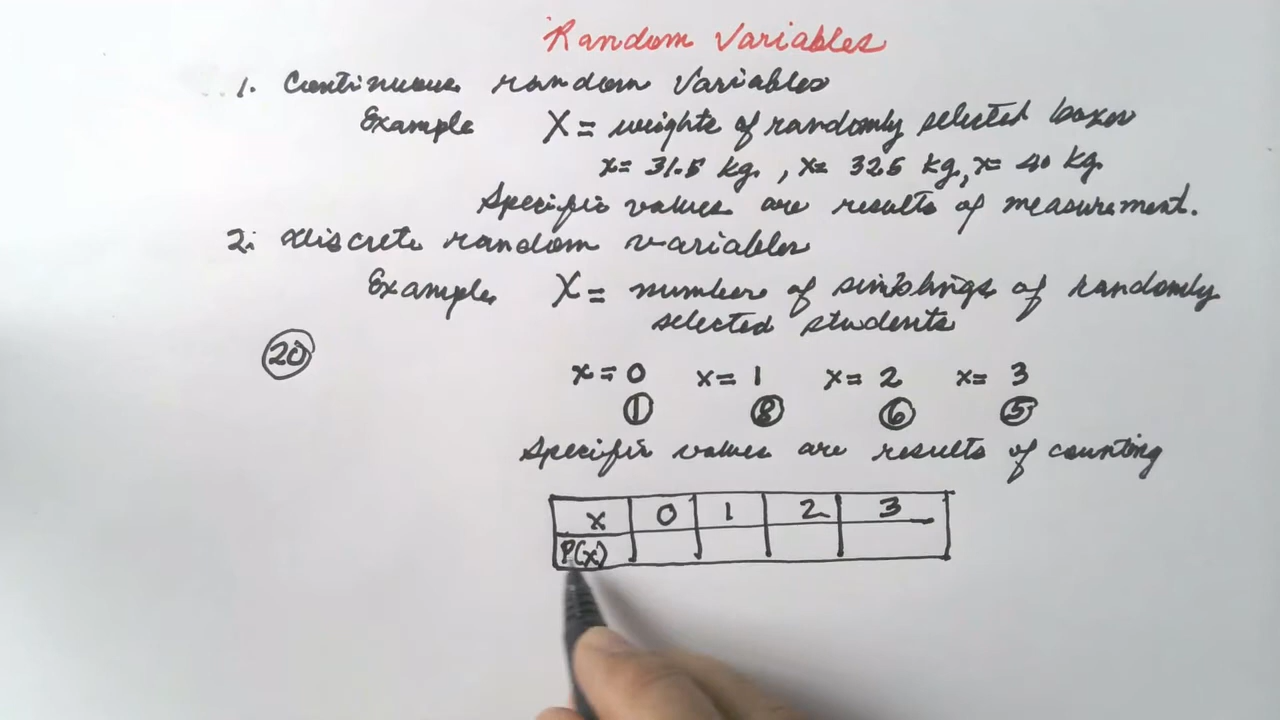 Random Variables
1. Continuous random Variables
Example X = weights of randomly selected boxes
x= 31.5 kg., x= 32.5 kg, x= 40 kg.
Specific values are results of measurement.
2. Discrete random variables
Example X = number of siniblings of randomly
selected students
20
x=0 x=1 x=2 x=3
1 8 6 5
Specific values are results of counting
x 0 1 2 3
P(x)